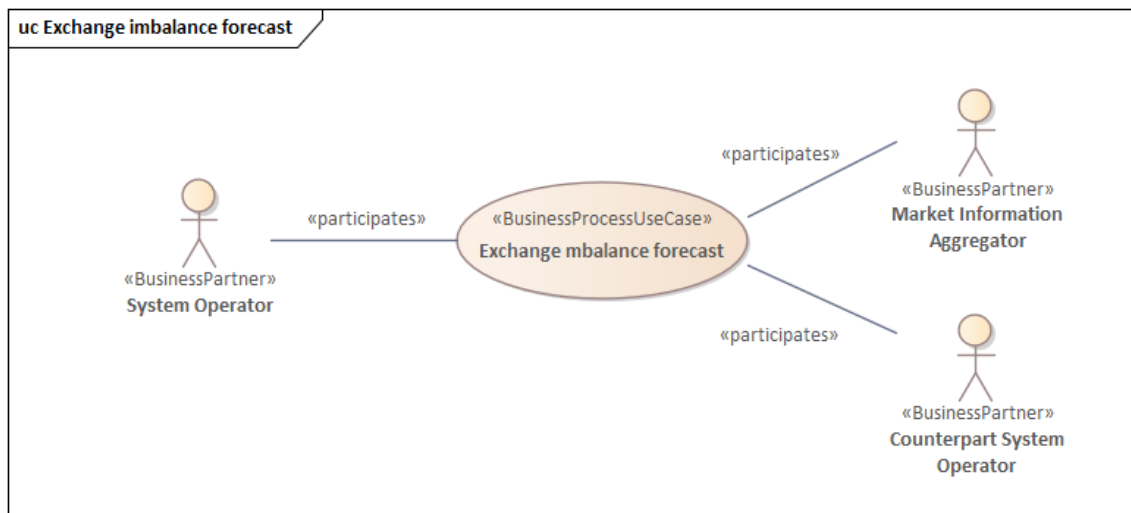 uc Exchange imbalance forecast
«participates»
«BusinessPartner»
System Operator
«BusinessProcessUseCase»
Exchange mbalance forecast
«participates»
«BusinessPartner»
Market Information
Aggregator
«participates»
«BusinessPartner»
Counterpart System
Operator